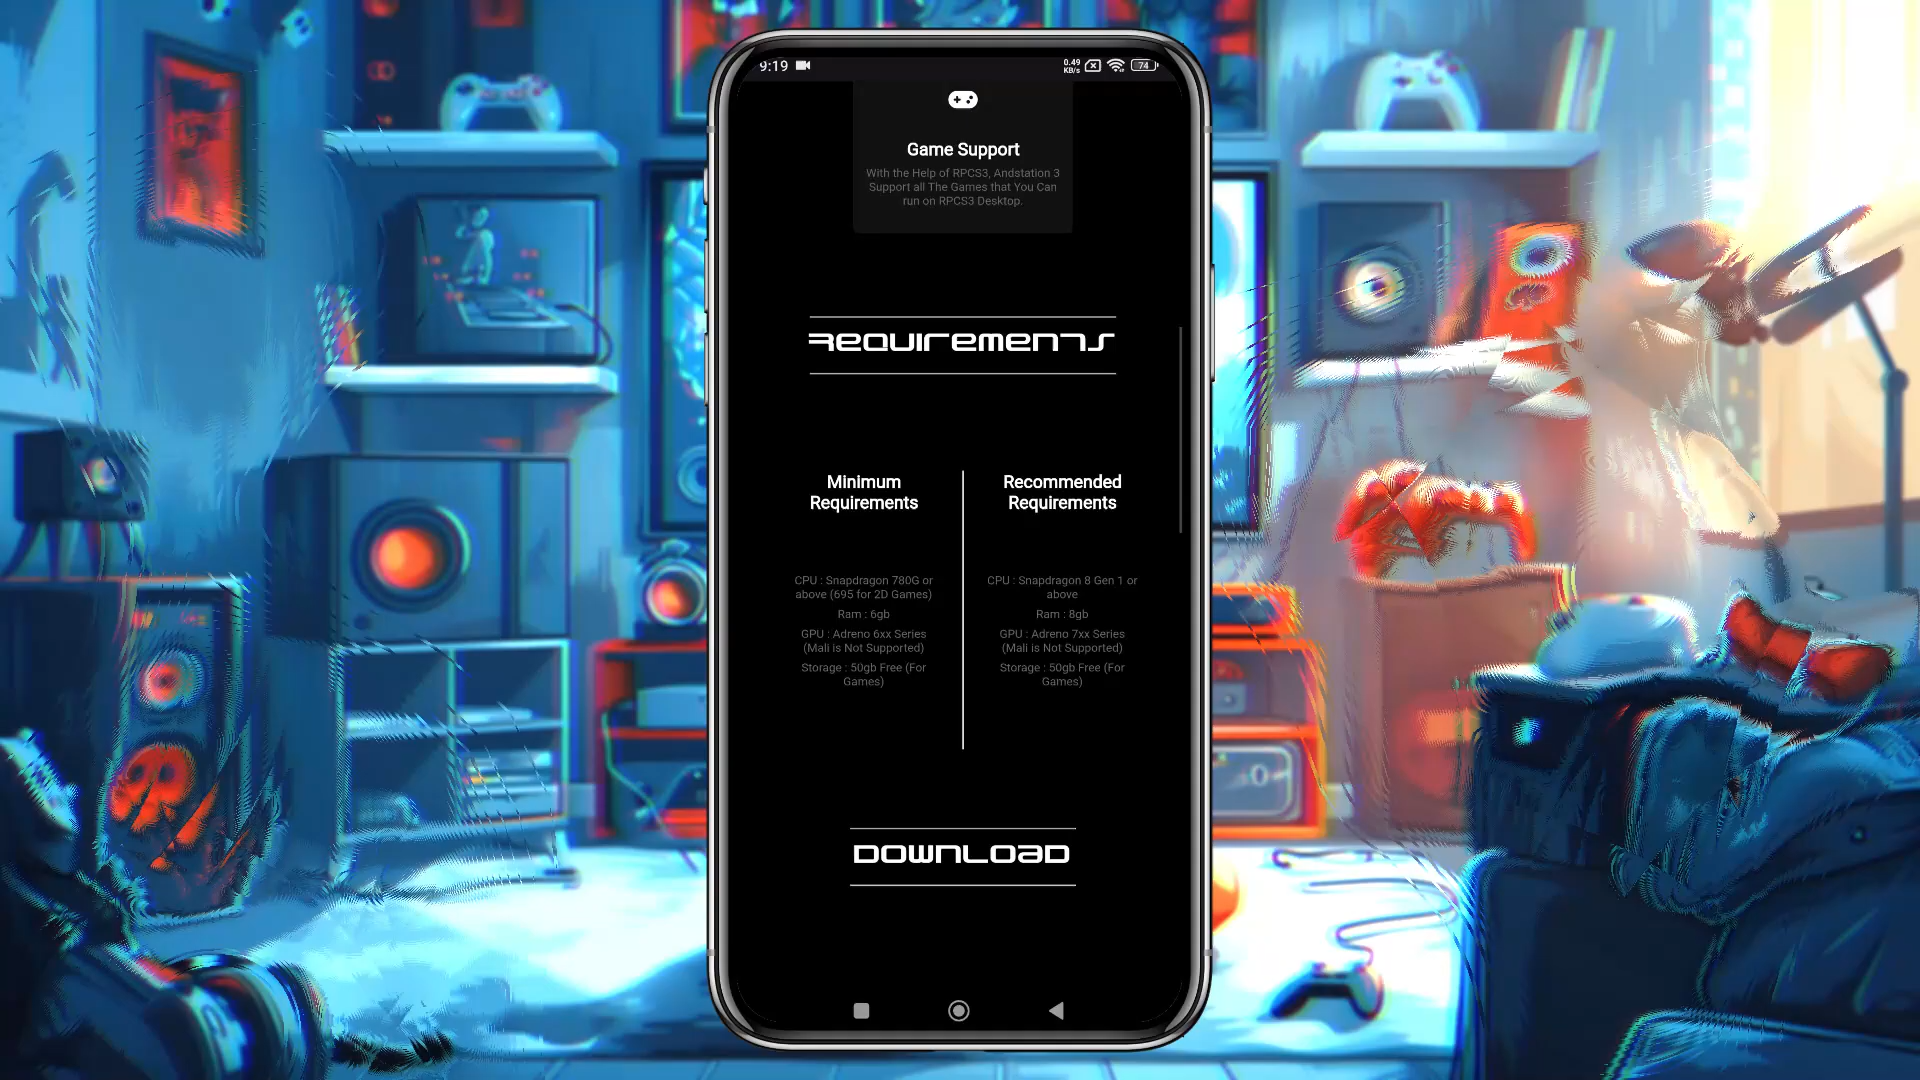 9:19
0.49
KB/s
74
Game Support
With the Help of RPCS3, Andstation 3
Support all The Games that You Can
run on RPCS3 Desktop.
Requirements
Minimum
Requirements
CPU : Snapdragon 780G or
above (695 for 2D Games)
Ram : 6gb
GPU : Adreno 6xx Series
(Mali is Not Supported)
Storage : 50gb Free (For
Games)
Recommended
Requirements
CPU : Snapdragon 8 Gen 1 or
above
Ram : 8gb
GPU : Adreno 7xx Series
(Mali is Not Supported)
Storage : 50gb Free (For
Games)
DOWNLOAD